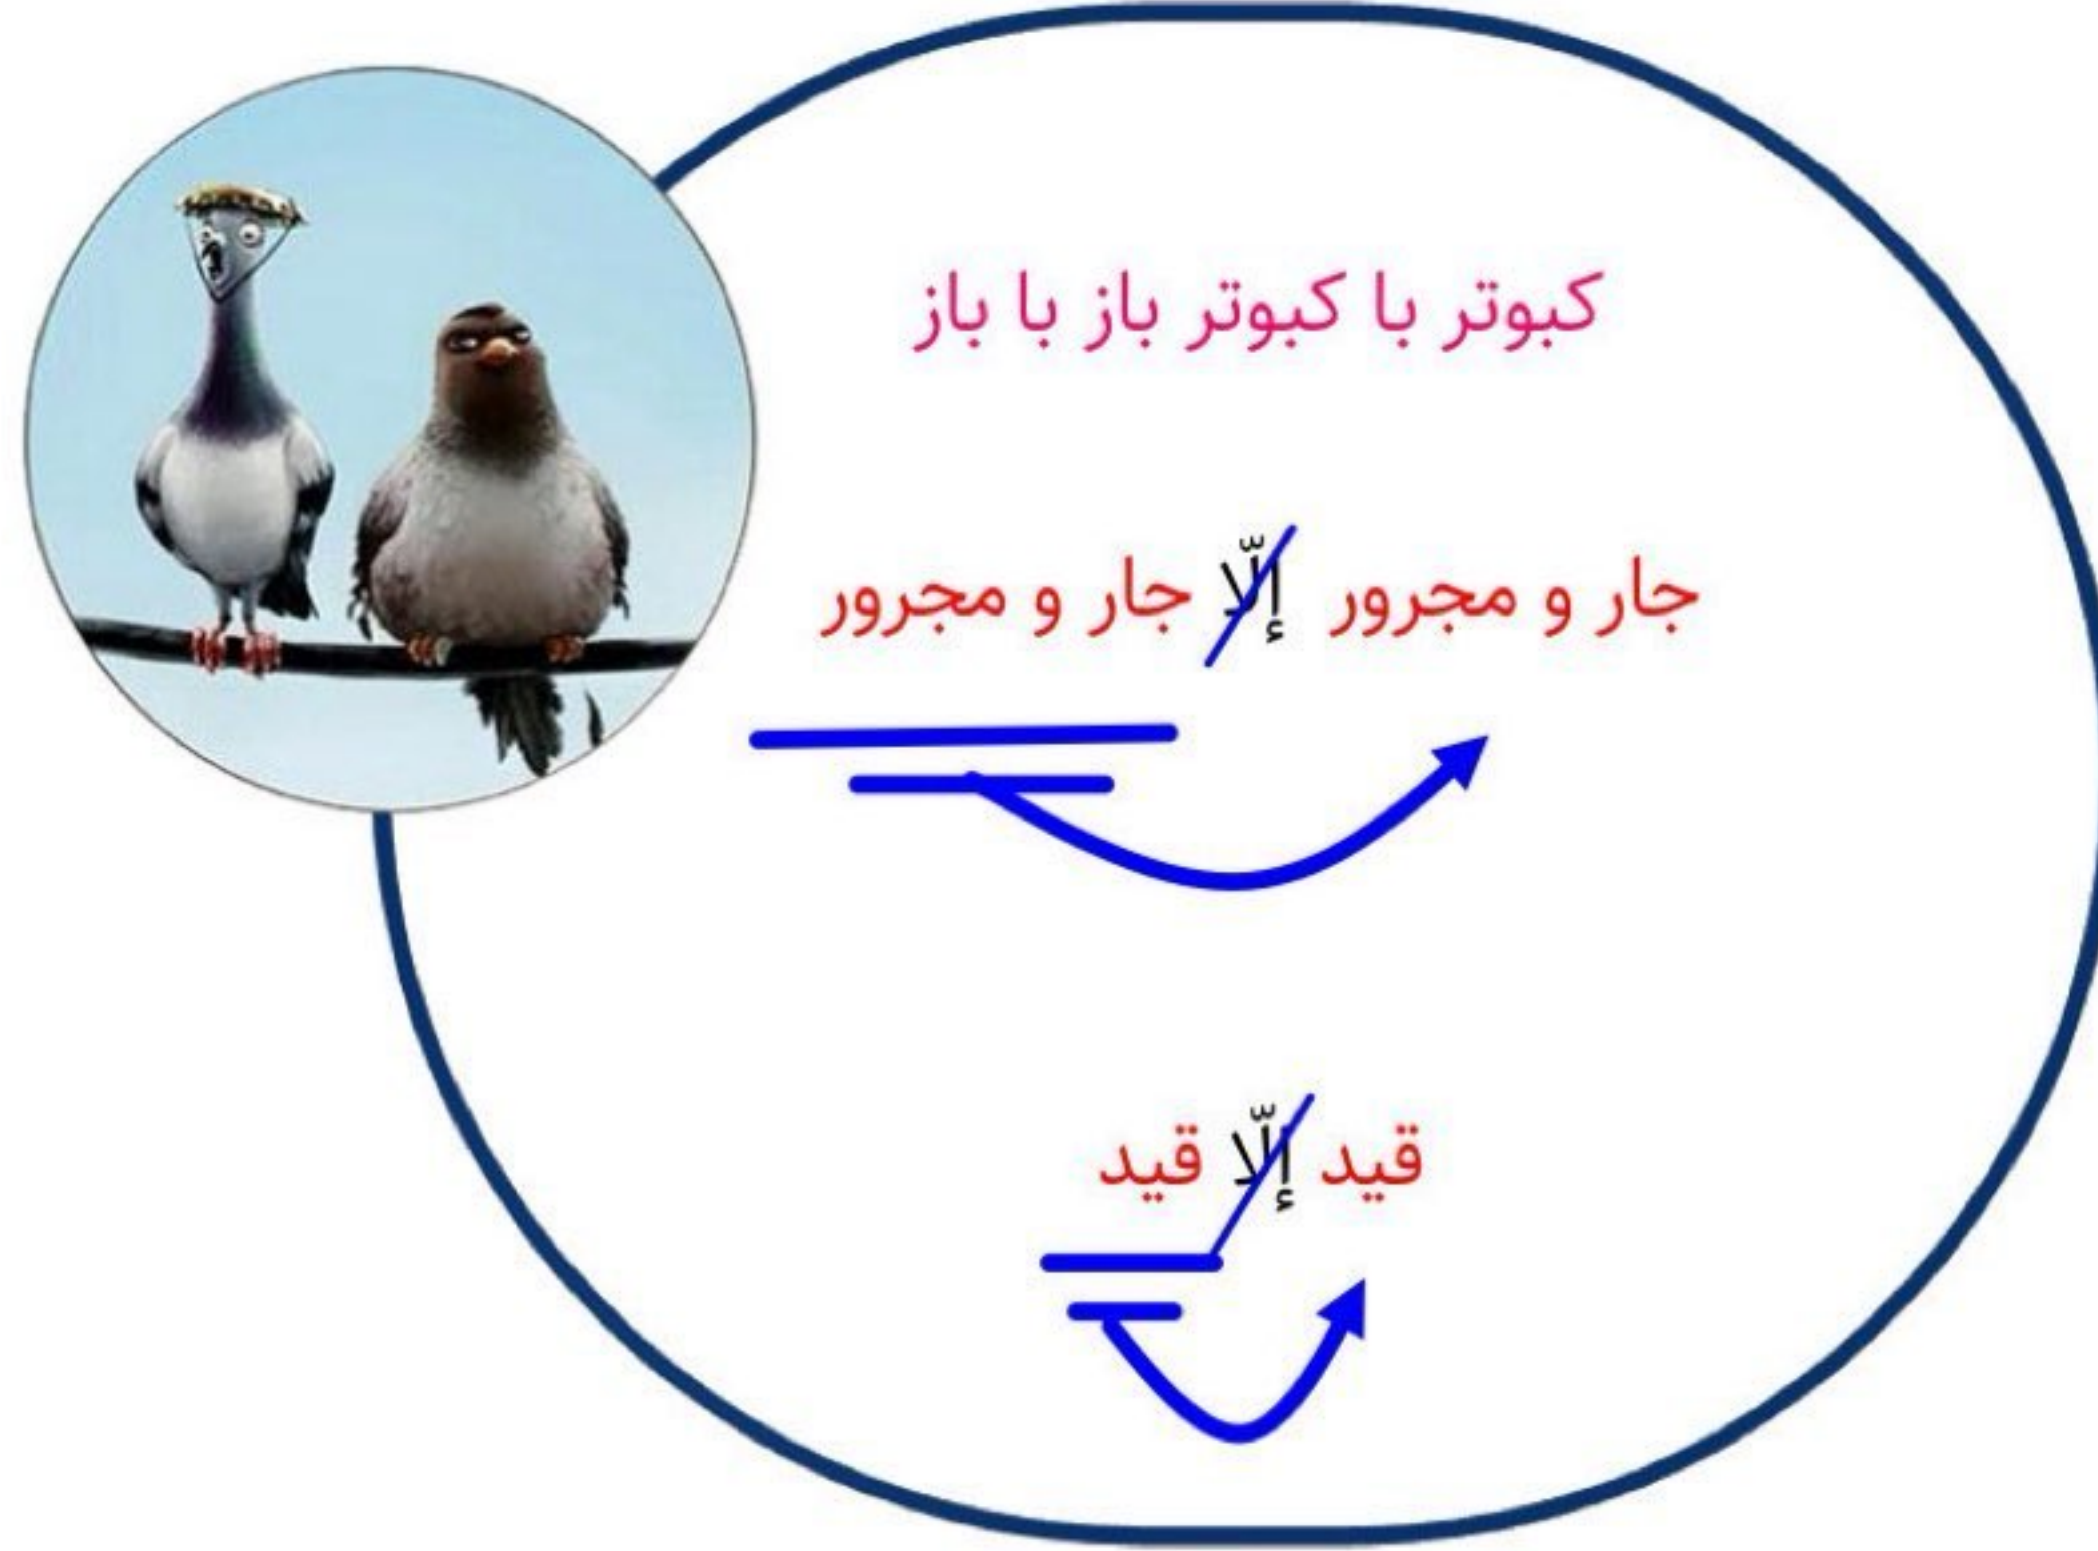 کبوتر با کبوتر باز با باز
جار و مجرور إلّا جار و مجرور
قید إلّا قید